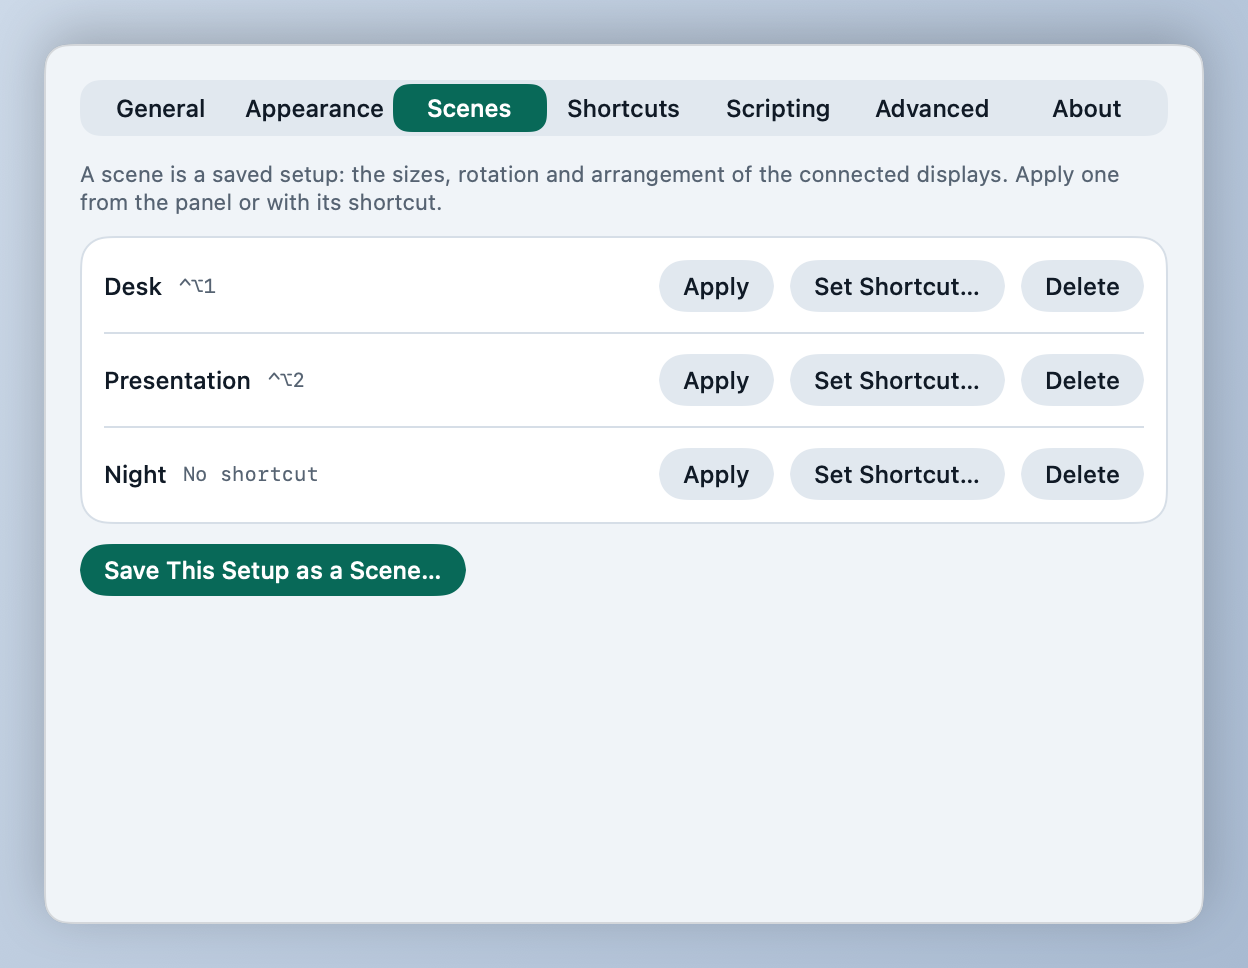 General Appearance Scenes Shortcuts Scripting Advanced About
A scene is a saved setup: the sizes, rotation and arrangement of the connected displays. Apply one
from the panel or with its shortcut.
Desk ^⌥1 Apply Set Shortcut... Delete
Presentation ^⌥2 Apply Set Shortcut... Delete
Night No shortcut Apply Set Shortcut... Delete
Save This Setup as a Scene...